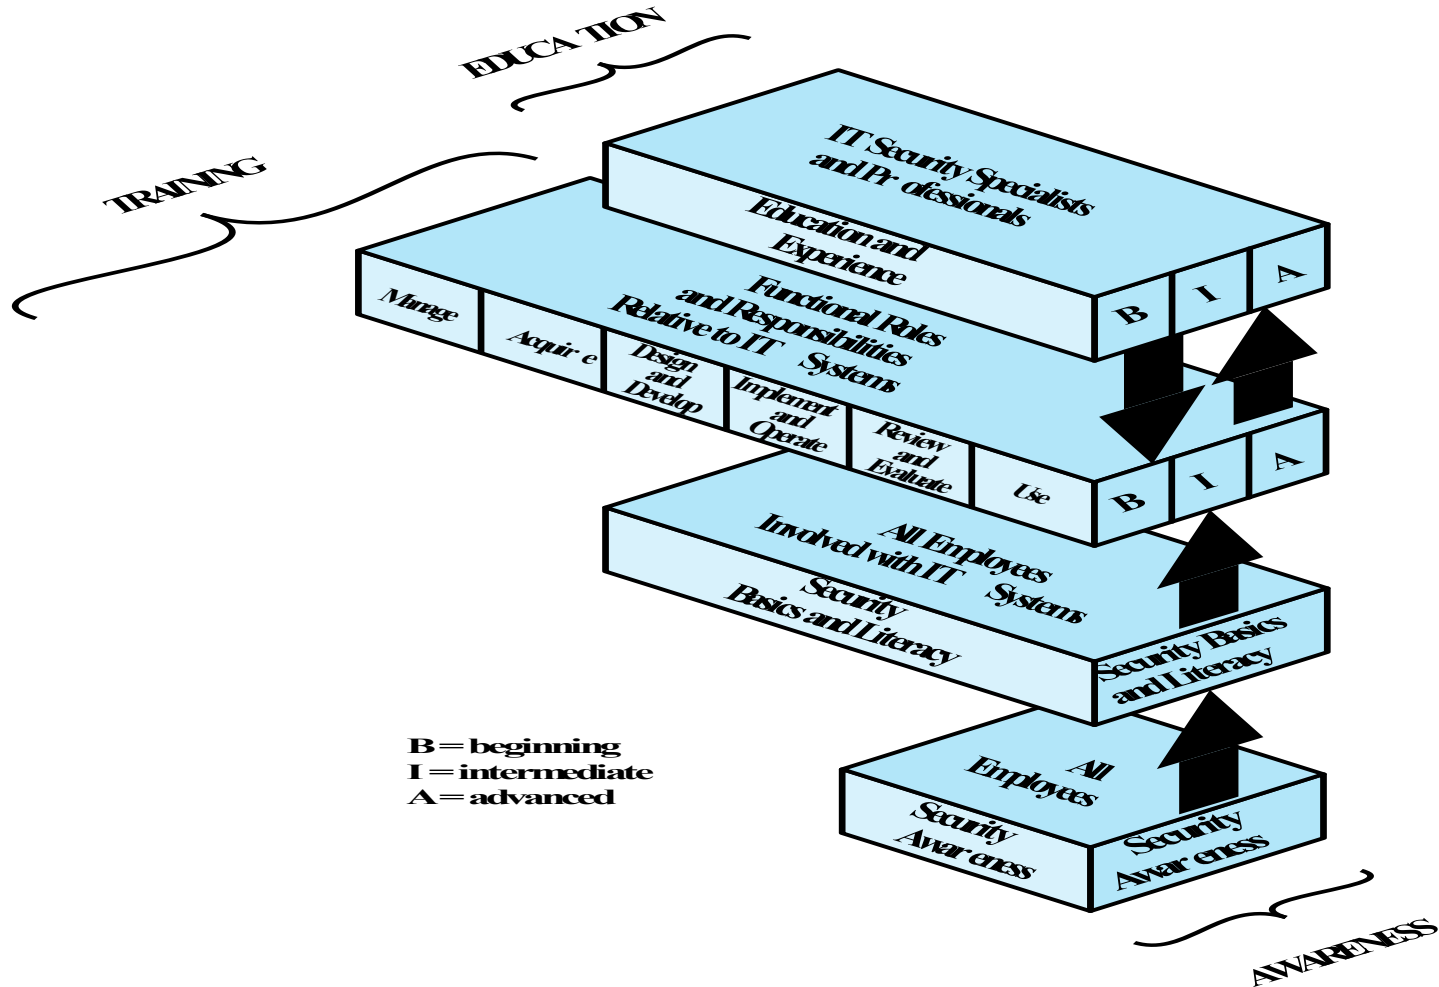 EDUCATION
TRAINING
IT Security Specialists
and Professionals
Education and
Experience
B
I
A
Functional Roles
and Responsibilities
Relative to IT Systems
Manage
Acquire
Design
and
Develop
Implement
and
Operate
Review
and
Evaluate
Use
B
I
A
All Employees
Involved with IT Systems
Security
Basics and Literacy
Security Basics
and Literacy
All
Employees
Security
Awareness
Security
Awareness
B = beginning
I = intermediate
A = advanced
AWARENESS